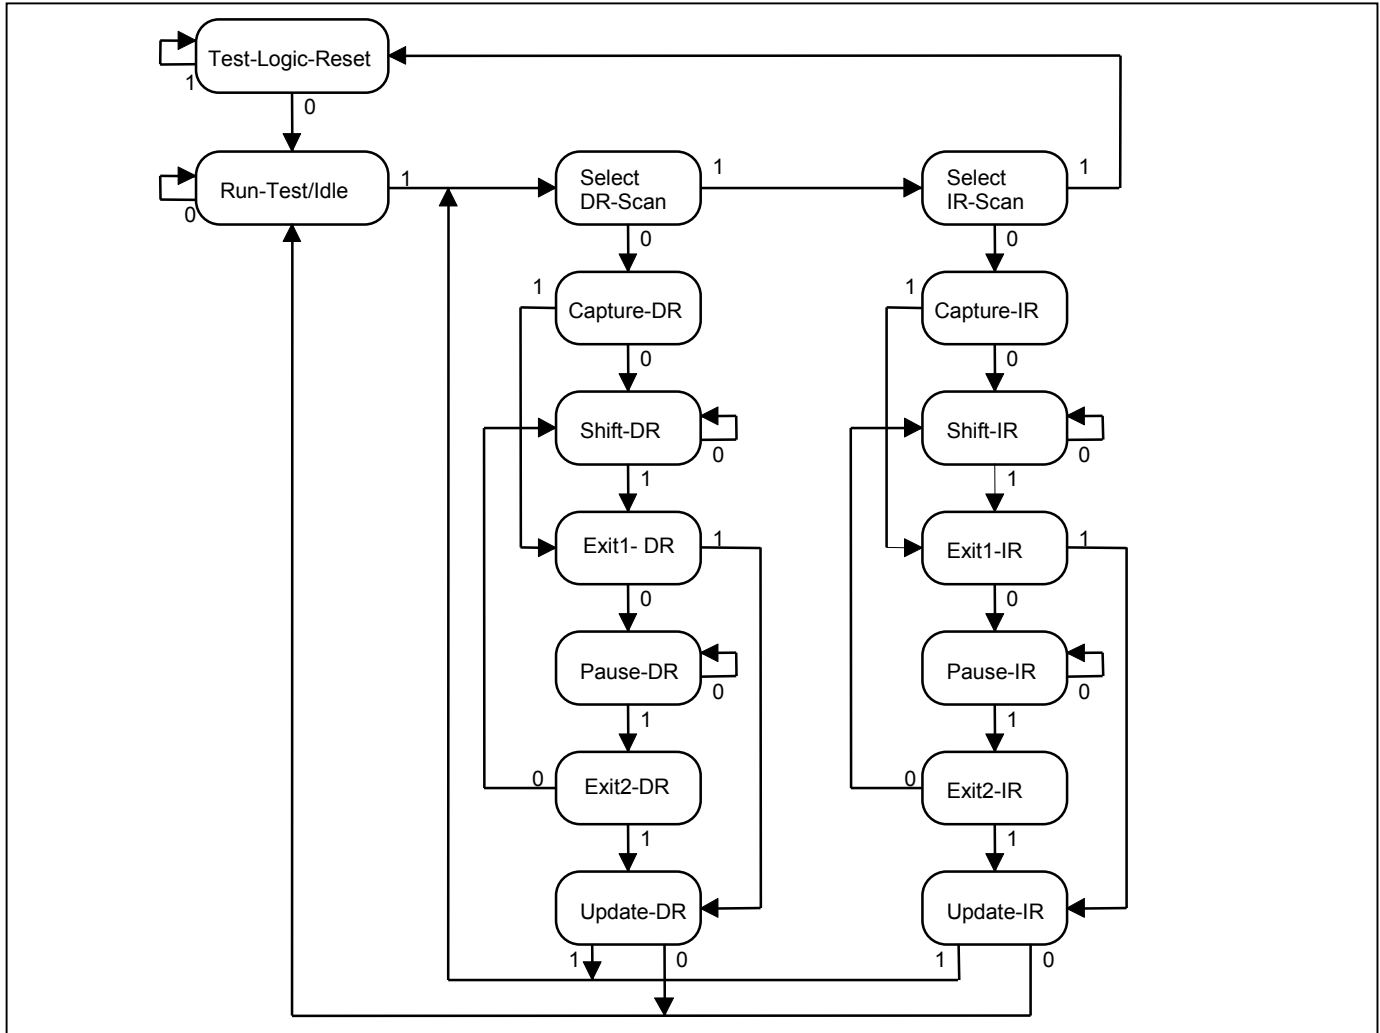 Test-Logic-Reset
1
0
Run-Test/Idle
0
1
Select
DR-Scan
1
0
Select
IR-Scan
1
0
1
Capture-DR
0
1
Capture-IR
0
Shift-DR
0
1
Shift-IR
0
1
Exit1- DR
1
0
Exit1-IR
1
0
Pause-DR
0
1
Pause-IR
0
1
0
Exit2-DR
1
0
Exit2-IR
1
Update-DR
1
0
Update-IR
1
0